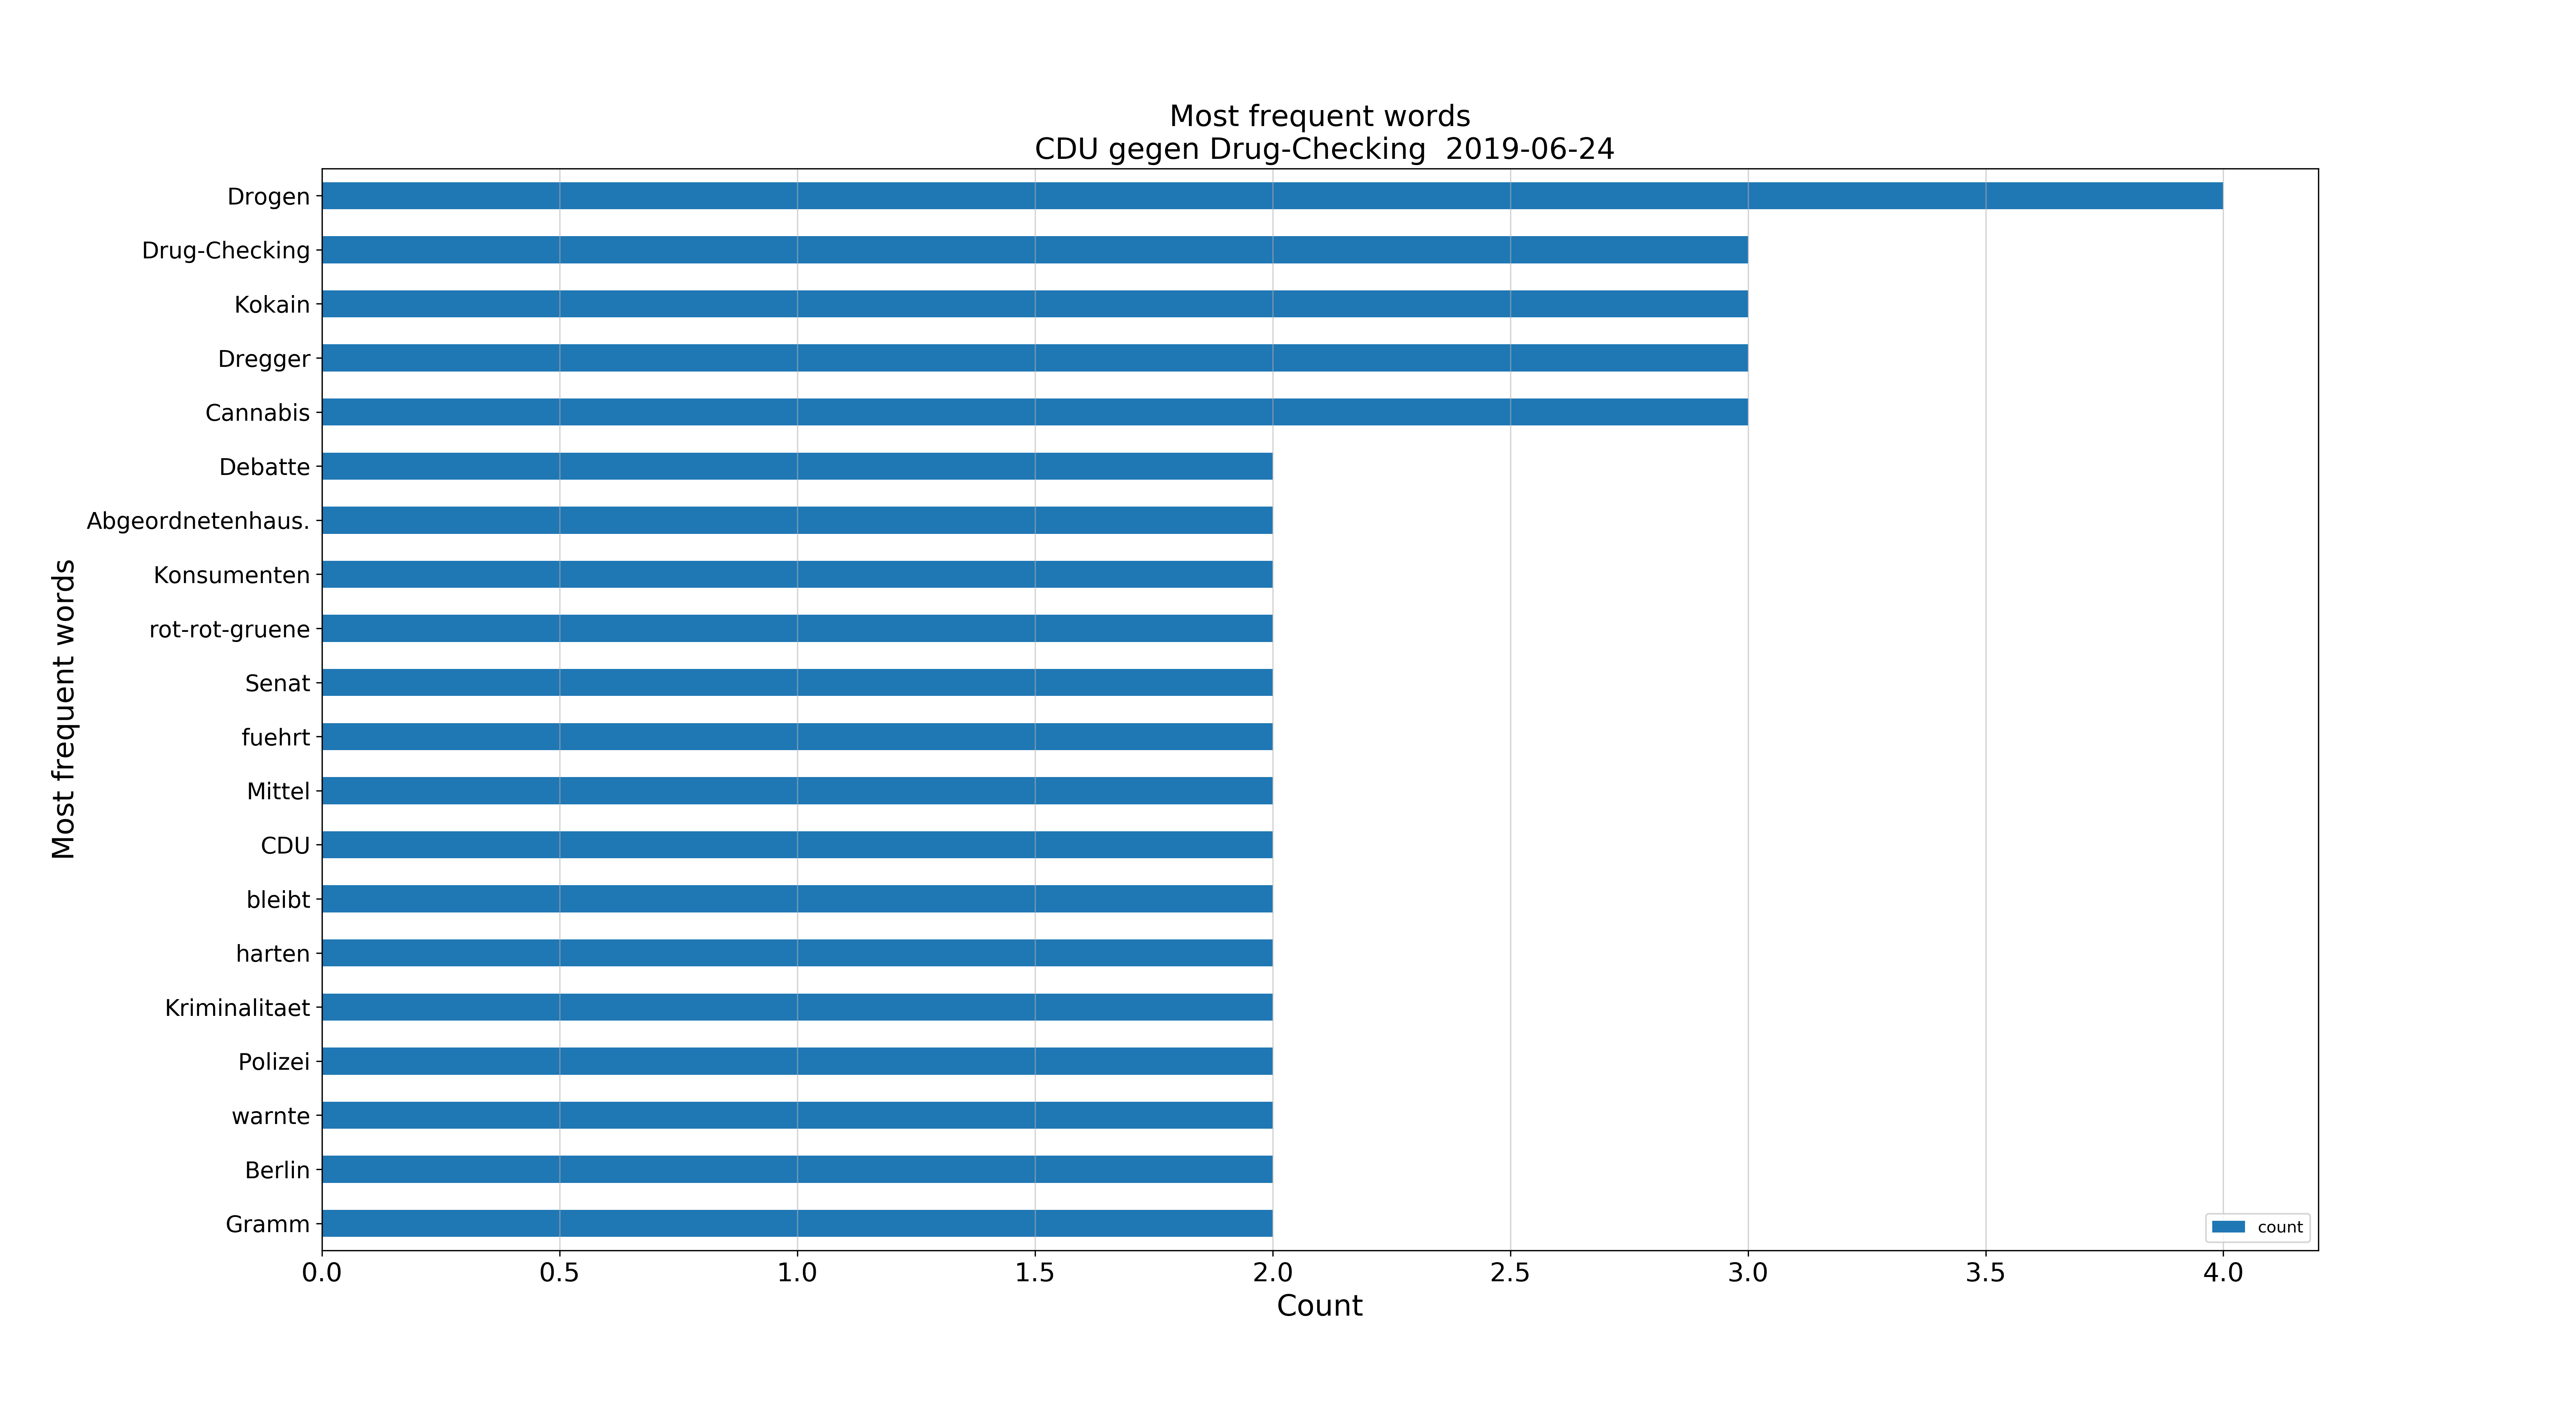 Most frequent words
CDU gegen Drug-Checking  2019-06-24
Drogen
Drug-Checking
Kokain
Dregger
Cannabis
Debatte
Abgeordnetenhaus.
Konsumenten
rot-rot-gruene
Senat
fuehrt
Mittel
CDU
bleibt
harten
Kriminalitaet
Polizei
warnte
Berlin
Gramm
Most frequent words
count
0.0 0.5 1.0 1.5 2.0 2.5 3.0 3.5 4.0
Count